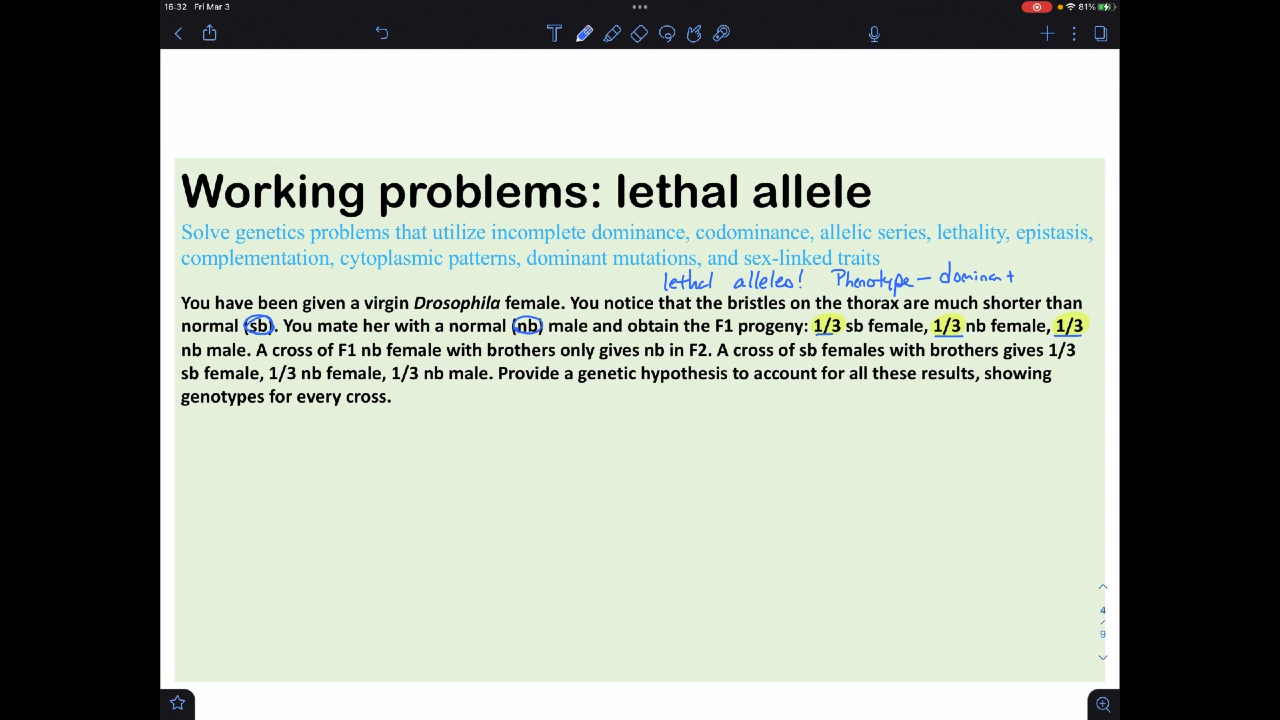 16:32 Fri Mar 3
81%
T
Working problems: lethal allele
Solve genetics problems that utilize incomplete dominance, codominance, allelic series, lethality, epistasis,
complementation, cytoplasmic patterns, dominant mutations, and sex-linked traits
lethal alleles! Phenotype - dominant
You have been given a virgin Drosophila female. You notice that the bristles on the thorax are much shorter than
normal (sb). You mate her with a normal (nb) male and obtain the F1 progeny: 1/3 sb female, 1/3 nb female, 1/3
nb male. A cross of F1 nb female with brothers only gives nb in F2. A cross of sb females with brothers gives 1/3
sb female, 1/3 nb female, 1/3 nb male. Provide a genetic hypothesis to account for all these results, showing
genotypes for every cross.
4
/
9